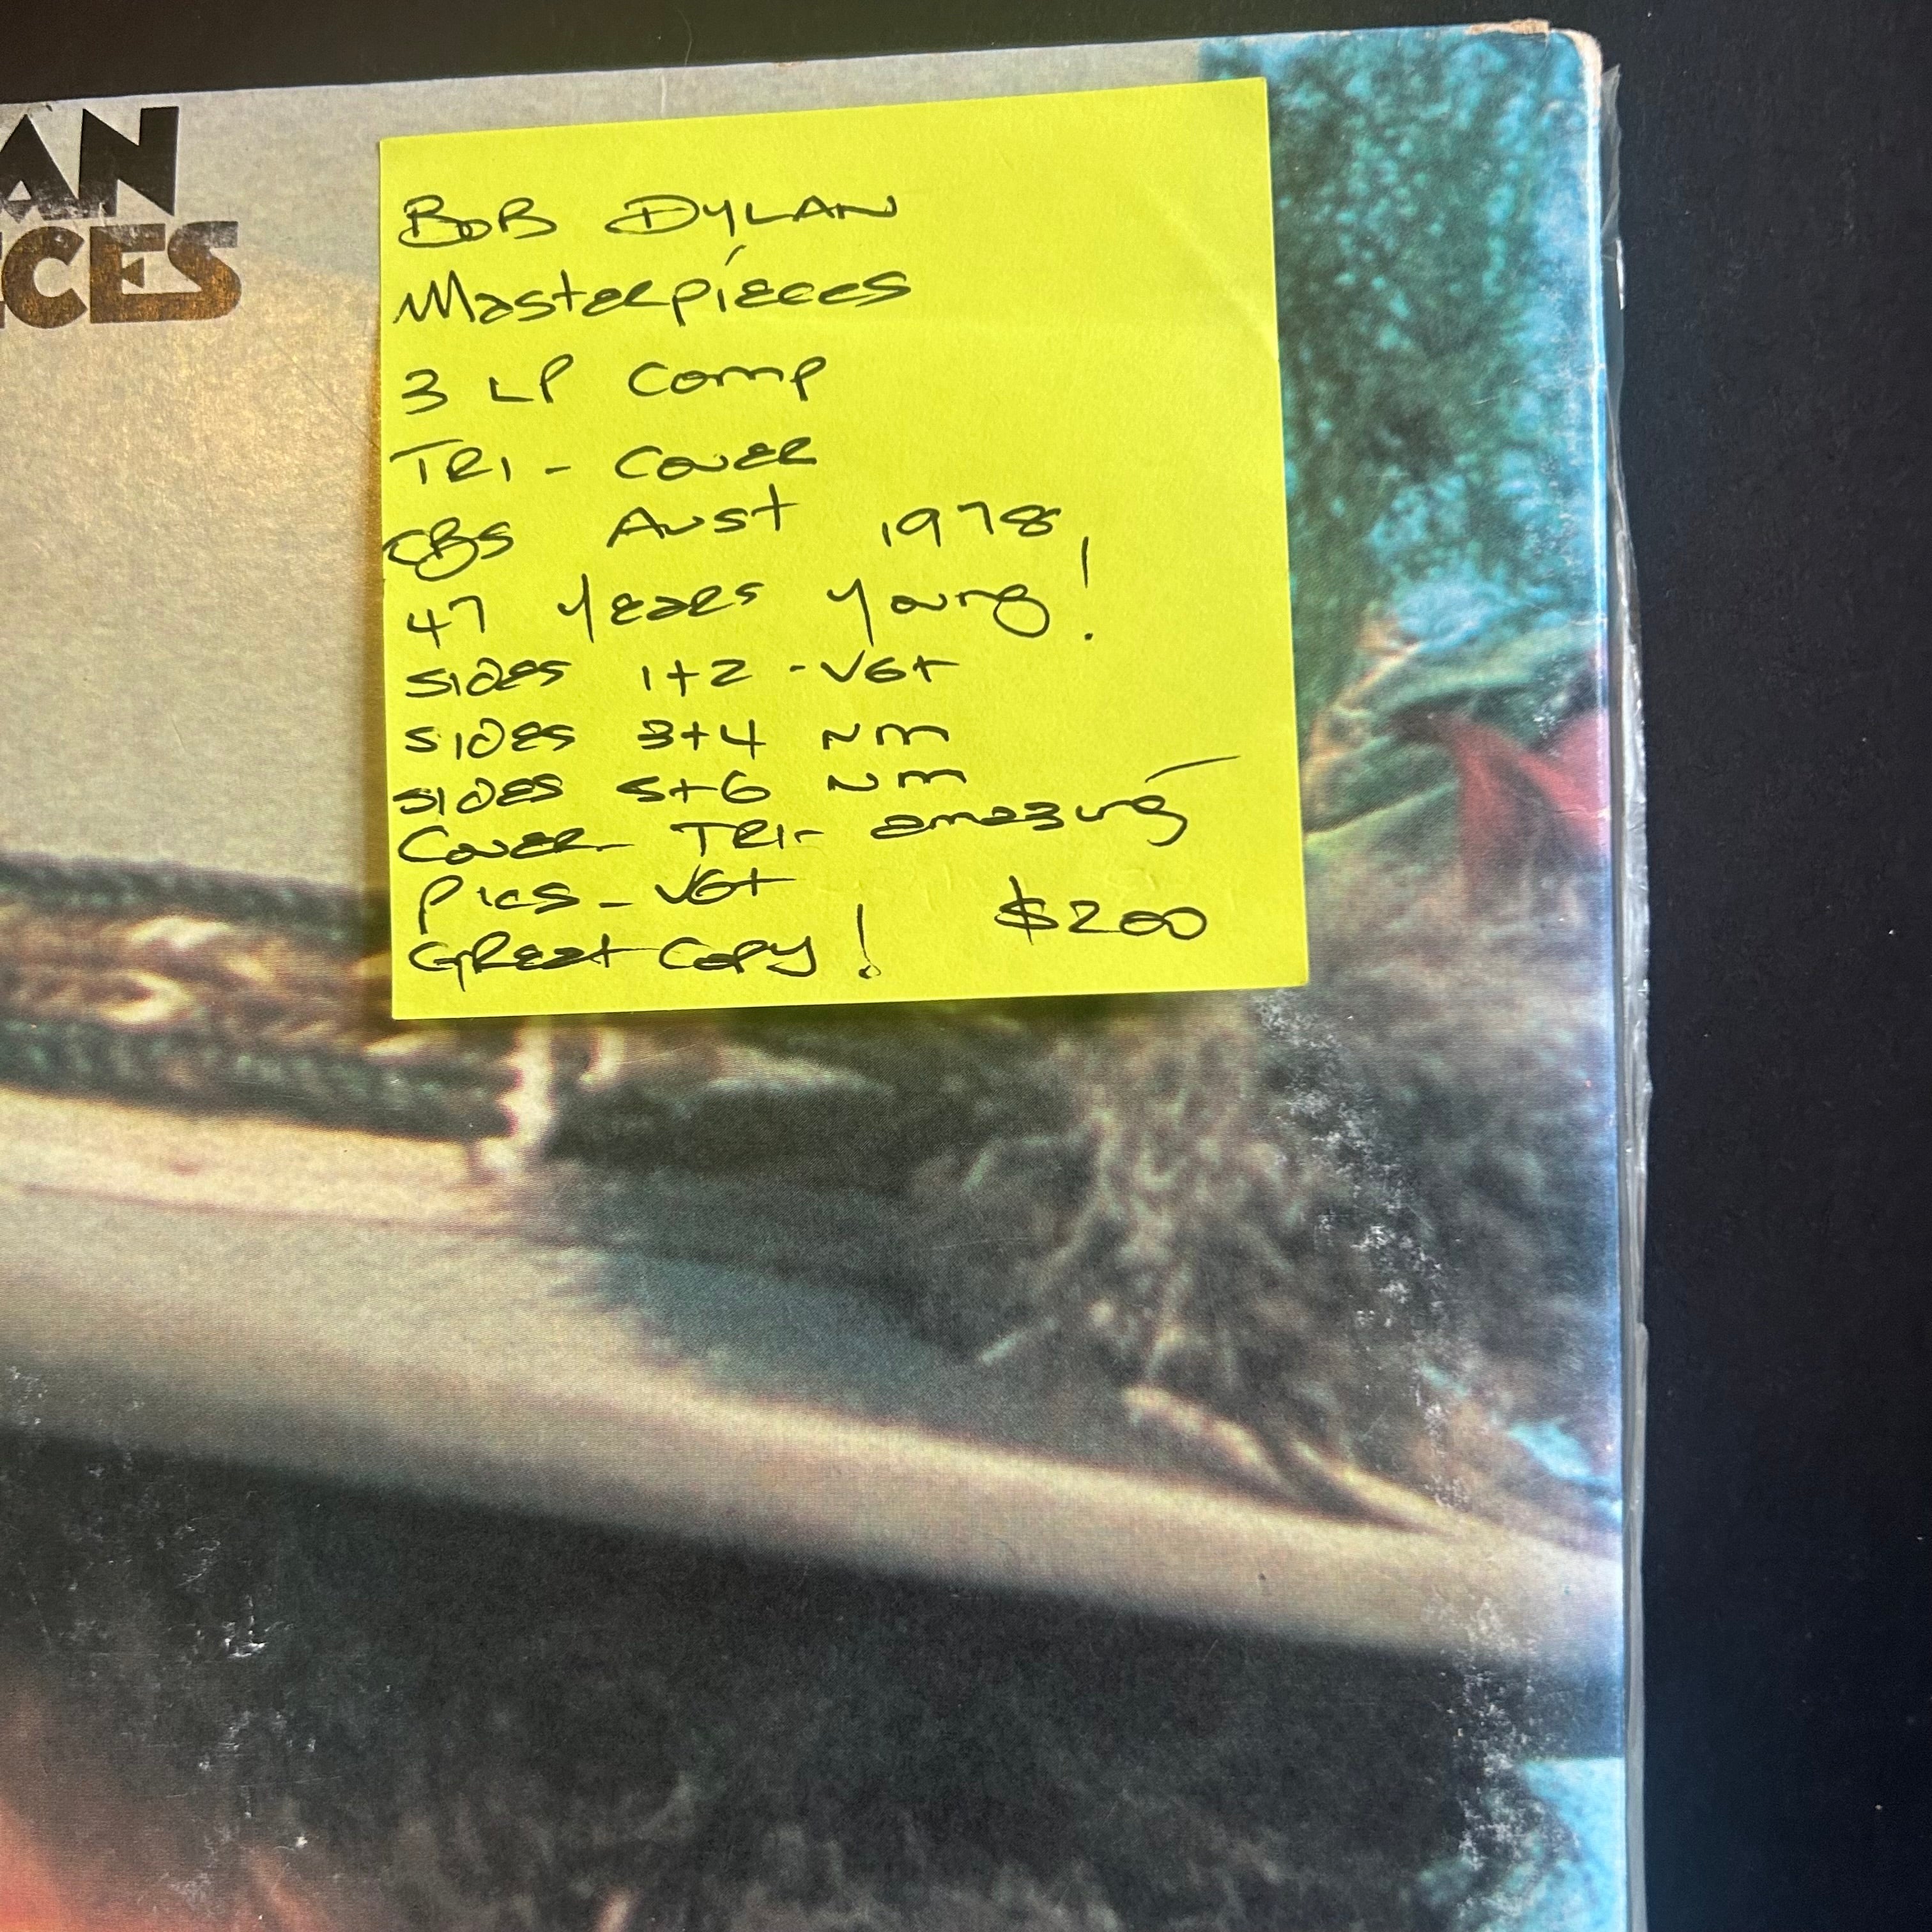 AN
CES
BOB DYLAN
Masterpieces
3 LP Comp
TRI - Cover
CBS Aust 1978
47 Years Young!
SIDES 1+2 - VG+
SIDES 3+4 NM
SIDES 5+6 NM
Cover - TRI - amazing
PICS - VG+
Great Copy! $200